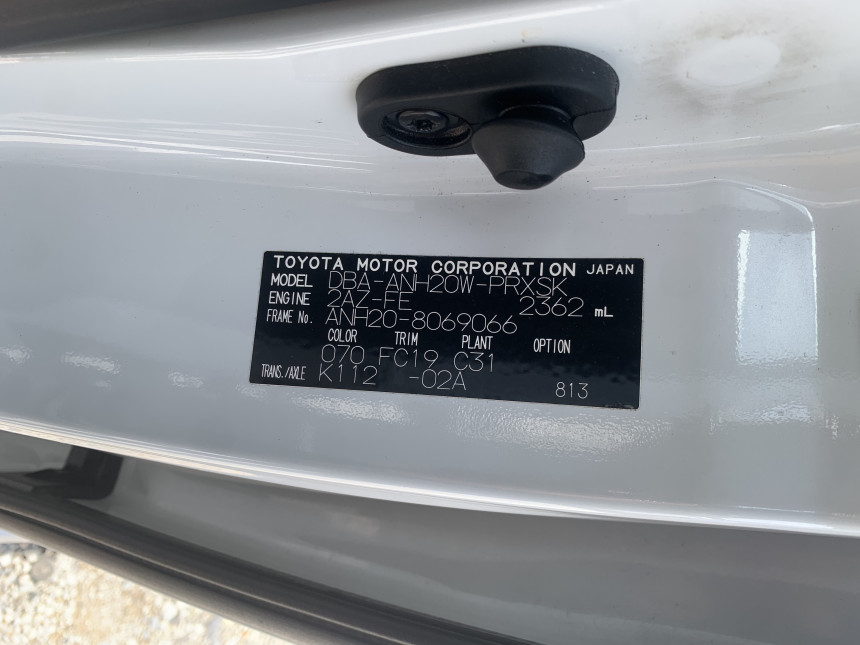 TOYOTA MOTOR CORPORATION JAPAN
MODEL DBA-ANH20W-PRXSK
ENGINE 2AZ-FE 2362 mL
FRAME No. ANH20-8069066
COLOR TRIM PLANT OPTION
070 FC19 C31
TRANS./AXLE K112 -02A 813